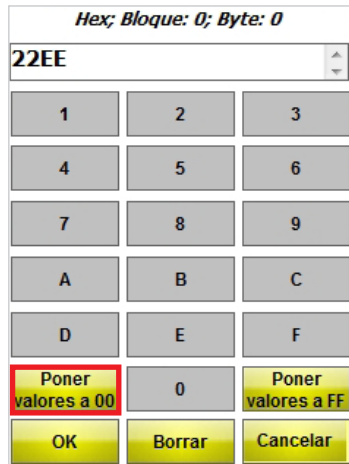 Hex; Bloque: 0; Byte: 0
22EE
1 2 3
4 5 6
7 8 9
A B C
D E F
Poner valores a 00 0 Poner valores a FF
OK Borrar Cancelar